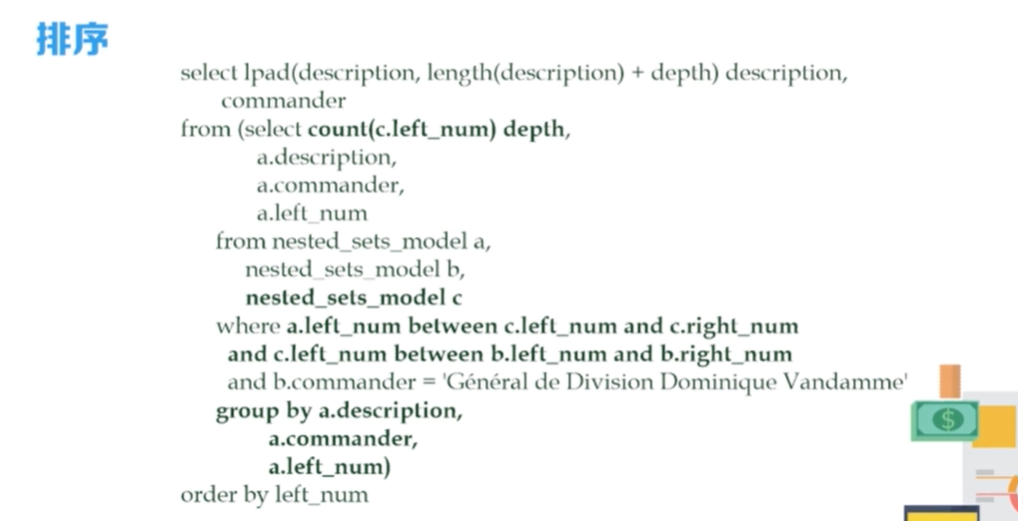 排序
select lpad(description, length(description) + depth) description,
commander
from (select count(c.left_num) depth,
a.description,
a.commander,
a.left_num
from nested_sets_model a,
nested_sets_model b,
nested_sets_model c
where a.left_num between c.left_num and c.right_num
and c.left_num between b.left_num and b.right_num
and b.commander = 'Général de Division Dominique Vandamme'
group by a.description,
a.commander,
a.left_num)
order by left_num
$